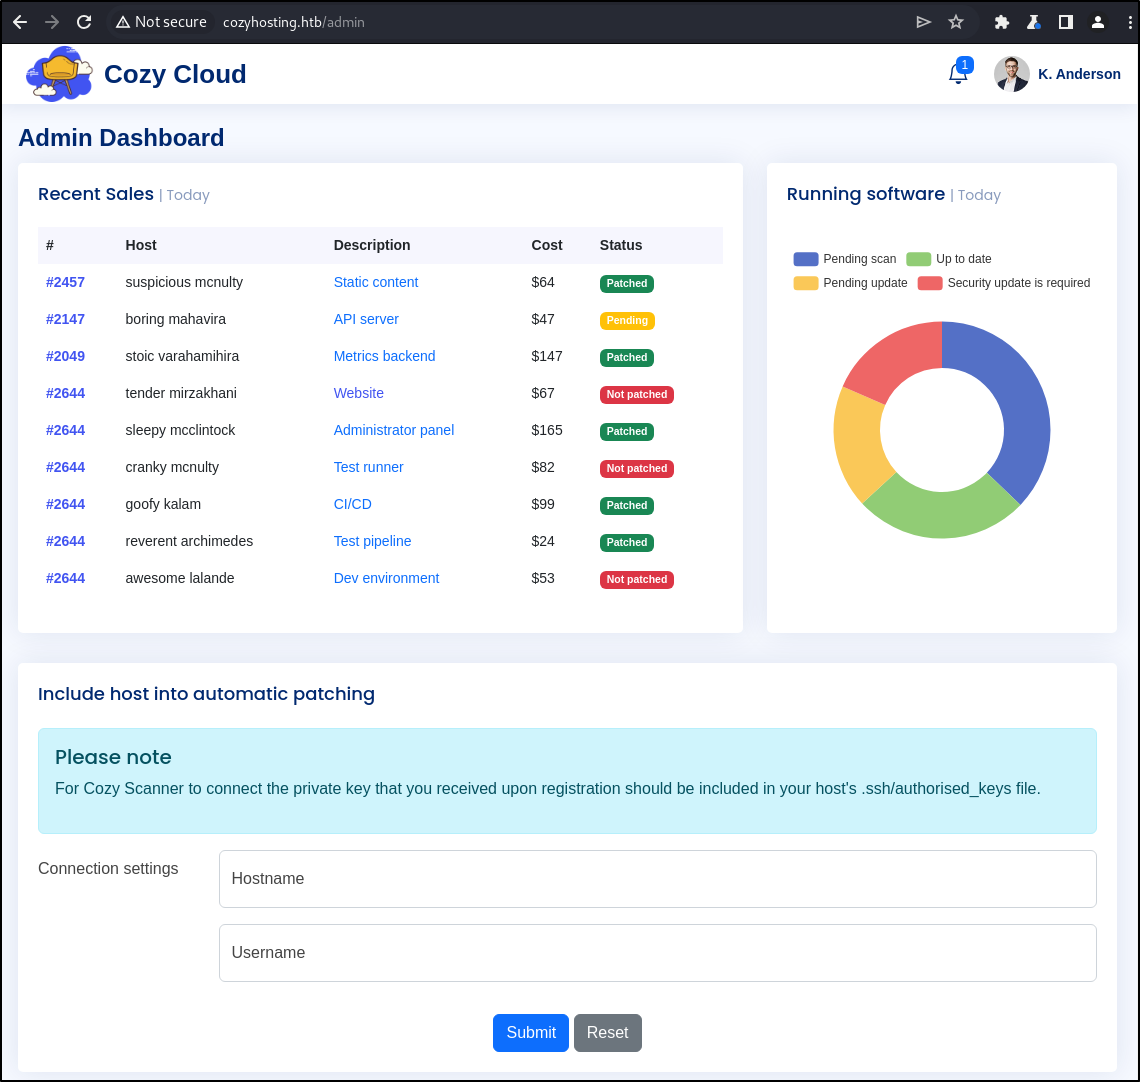 Not secure cozyhosting.htb/admin
Cozy Cloud
1
K. Anderson
Admin Dashboard
Recent Sales | Today
# Host Description Cost Status
#2457 suspicious mcnulty Static content $64 Patched
#2147 boring mahavira API server $47 Pending
#2049 stoic varahamihira Metrics backend $147 Patched
#2644 tender mirzakhani Website $67 Not patched
#2644 sleepy mcclintock Administrator panel $165 Patched
#2644 cranky mcnulty Test runner $82 Not patched
#2644 goofy kalam CI/CD $99 Patched
#2644 reverent archimedes Test pipeline $24 Patched
#2644 awesome lalande Dev environment $53 Not patched
Running software | Today
Pending scan Up to date
Pending update Security update is required
Include host into automatic patching
Please note
For Cozy Scanner to connect the private key that you received upon registration should be included in your host's .ssh/authorised_keys file.
Connection settings
Hostname
Username
Submit Reset